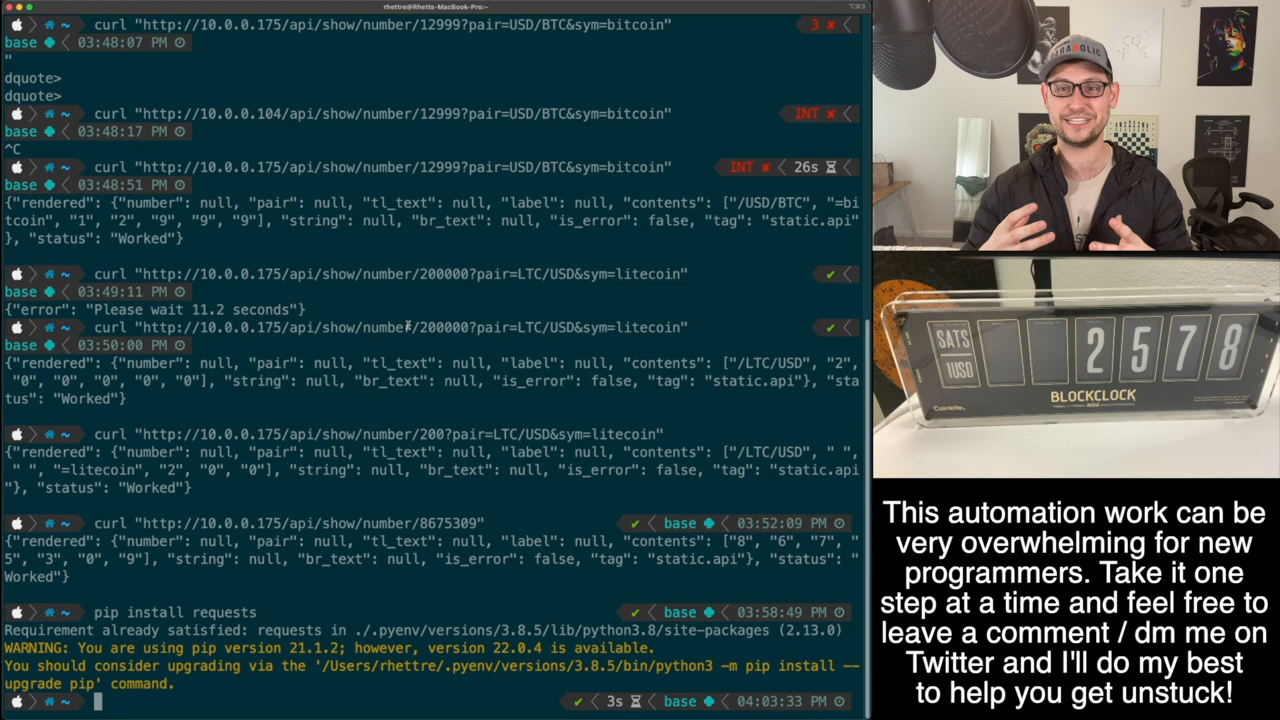 rhettre@Rhetts-MacBook-Pro:~
curl "http://10.0.0.175/api/show/number/12999?pair=USD/BTC&sym=bitcoin" 3 ✘
base 03:48:07 PM
"
dquote>
dquote>
curl "http://10.0.0.104/api/show/number/12999?pair=USD/BTC&sym=bitcoin" INT ✘
base 03:48:17 PM
^C
curl "http://10.0.0.175/api/show/number/12999?pair=USD/BTC&sym=bitcoin" INT ✘ 26s
base 03:48:51 PM
{"rendered": {"number": null, "pair": null, "tl_text": null, "label": null, "contents": ["/USD/BTC", "=bi
tcoin", "1", "2", "9", "9", "9"], "string": null, "br_text": null, "is_error": false, "tag": "static.api"
}, "status": "Worked"}
curl "http://10.0.0.175/api/show/number/200000?pair=LTC/USD&sym=litecoin" ✔
base 03:49:11 PM
{"error": "Please wait 11.2 seconds"}
curl "http://10.0.0.175/api/show/number/200000?pair=LTC/USD&sym=litecoin" ✔
base 03:50:00 PM
{"rendered": {"number": null, "pair": null, "tl_text": null, "label": null, "contents": ["/LTC/USD", "2",
"0", "0", "0", "0", "0"], "string": null, "br_text": null, "is_error": false, "tag": "static.api"}, "sta
tus": "Worked"}
curl "http://10.0.0.175/api/show/number/200?pair=LTC/USD&sym=litecoin"
{"rendered": {"number": null, "pair": null, "tl_text": null, "label": null, "contents": ["/LTC/USD", " ",
" ", "=litecoin", "2", "0", "0"], "string": null, "br_text": null, "is_error": false, "tag": "static.api
"}, "status": "Worked"}
curl "http://10.0.0.175/api/show/number/8675309" ✔ base 03:52:09 PM
{"rendered": {"number": null, "pair": null, "tl_text": null, "label": null, "contents": ["8", "6", "7", "
5", "3", "0", "9"], "string": null, "br_text": null, "is_error": false, "tag": "static.api"}, "status": "
Worked"}
pip install requests ✔ base 03:58:49 PM
Requirement already satisfied: requests in ./.pyenv/versions/3.8.5/lib/python3.8/site-packages (2.13.0)
WARNING: You are using pip version 21.1.2; however, version 22.0.4 is available.
You should consider upgrading via the '/Users/rhettre/.pyenv/versions/3.8.5/bin/python3 -m pip install --
upgrade pip' command.
✔ 3s base 04:03:33 PM
SATS
1USD
2 5 7 8
BLOCKCLOCK
mini
Coinkite
This automation work can be
very overwhelming for new
programmers. Take it one
step at a time and feel free to
leave a comment / dm me on
Twitter and I'll do my best
to help you get unstuck!